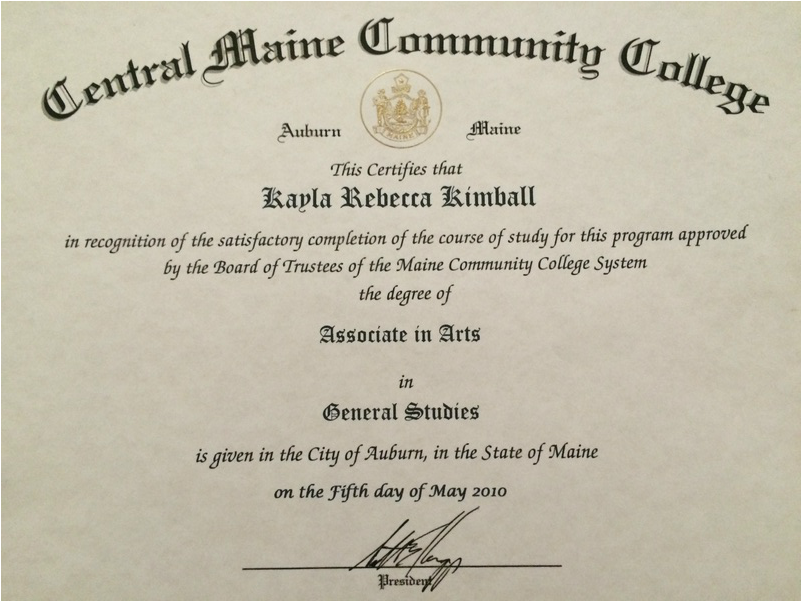 Central Maine Community College
Auburn Maine
MAINE
This Certifies that
Kayla Rebecca Kimball
in recognition of the satisfactory completion of the course of study for this program approved
by the Board of Trustees of the Maine Community College System
the degree of
Associate in Arts
in
General Studies
is given in the City of Auburn, in the State of Maine
on the Fifth day of May 2010
President